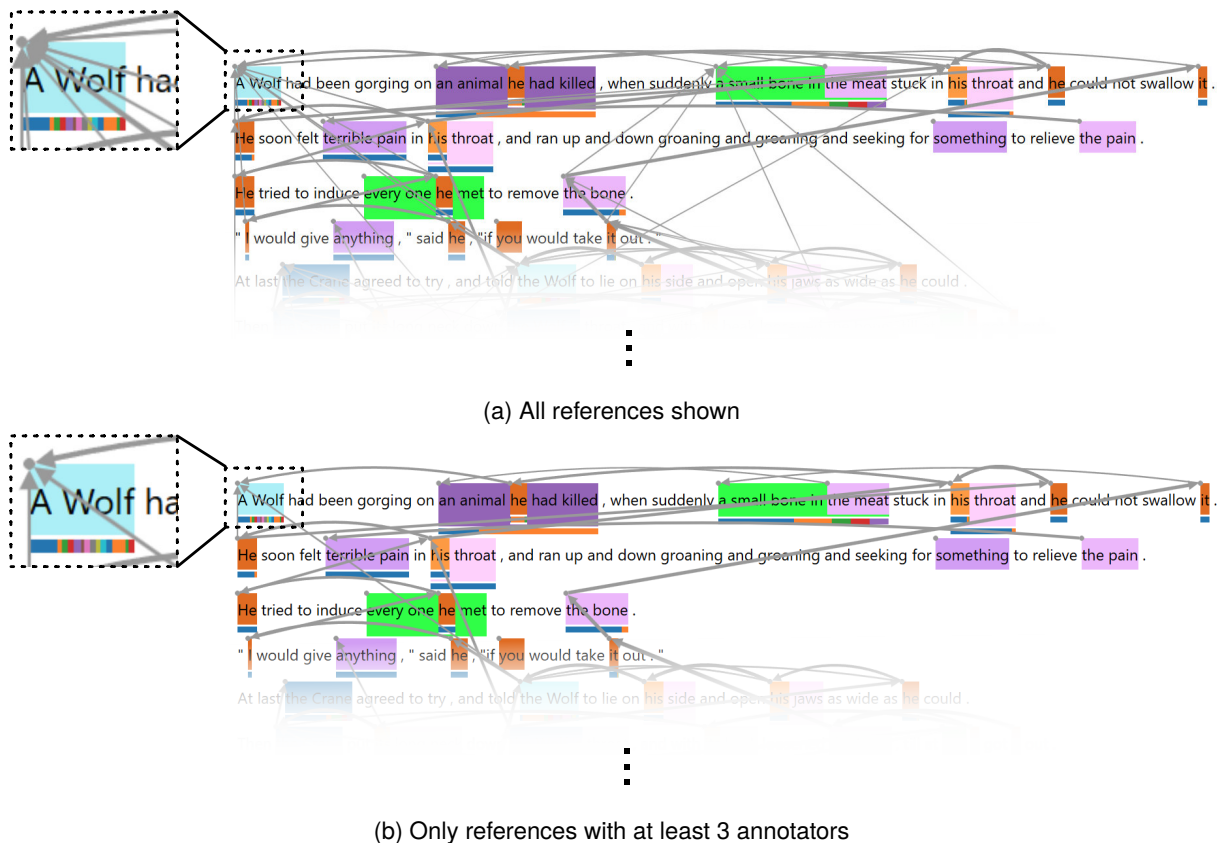 A Wolf had
A Wolf had been gorging on an animal he had killed , when suddenly a small bone in the meat stuck in his throat and he could not swallow it .
He soon felt terrible pain in his throat , and ran up and down groaning and groaning and seeking for something to relieve the pain .
He tried to induce every one he met to remove the bone .
" I would give anything , " said he , "if you would take it out . "
At last the Crane agreed to try , and told the Wolf to lie on his side and open his jaws as wide as he could .
(a) All references shown
A Wolf ha
A Wolf had been gorging on an animal he had killed , when suddenly a small bone in the meat stuck in his throat and he could not swallow it .
He soon felt terrible pain in his throat , and ran up and down groaning and groaning and seeking for something to relieve the pain .
He tried to induce every one he met to remove the bone .
" I would give anything , " said he , "if you would take it out . "
At last the Crane agreed to try , and told the Wolf to lie on his side and open his jaws as wide as he could .
(b) Only references with at least 3 annotators